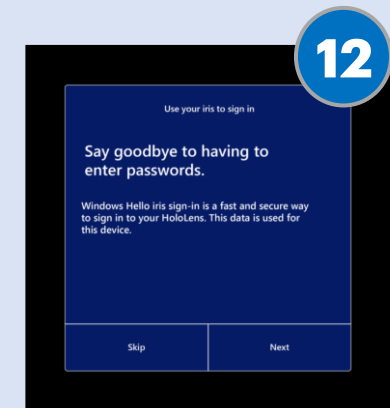 12
Use your iris to sign in
Say goodbye to having to
enter passwords.
Windows Hello iris sign-in is a fast and secure way
to sign in to your HoloLens. This data is used for
this device.
Skip
Next